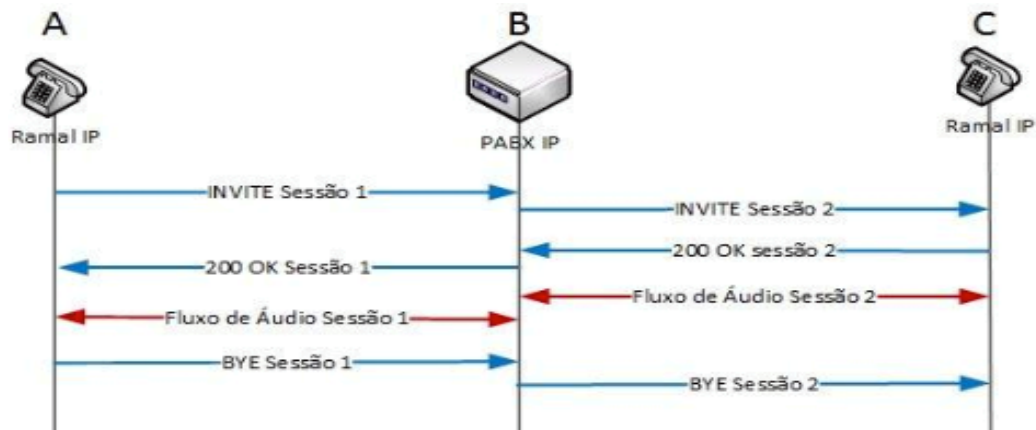 A
B
C
Ramal IP
PABX IP
Ramal IP
INVITE Sessão 1
INVITE Sessão 2
200 OK sessão 2
200 OK Sessão 1
Fluxo de Áudio Sessão 2
Fluxo de Áudio Sessão 1
BYE Sessão 1
BYE Sessão 2